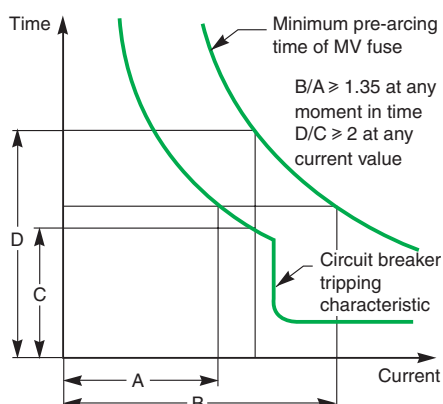 Time
Minimum pre-arcing
time of MV fuse
B/A ⩾ 1.35 at any
moment in time
D/C ⩾ 2 at any
current value
D
C
Circuit breaker
tripping
characteristic
Current
A
B